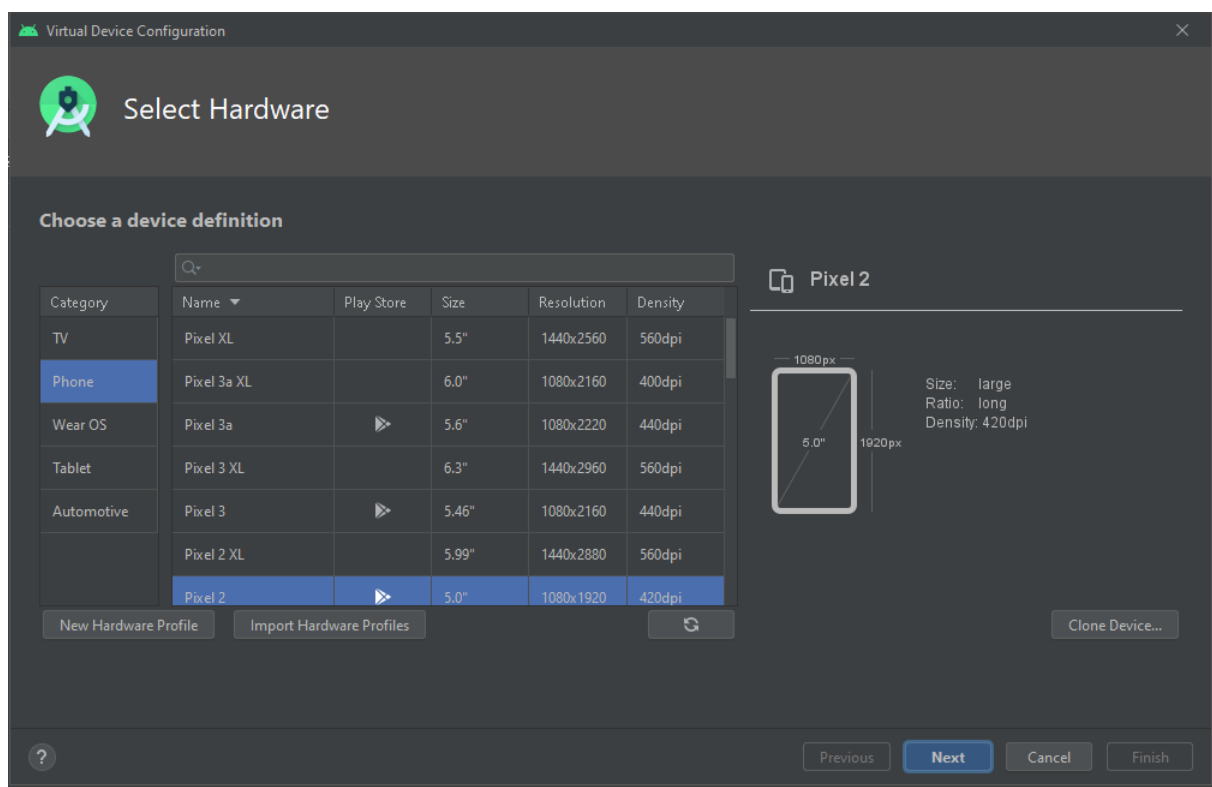 Virtual Device Configuration
Select Hardware
Choose a device definition
Category
TV
Phone
Wear OS
Tablet
Automotive
Name Play Store Size Resolution Density
Pixel XL 5.5" 1440x2560 560dpi
Pixel 3a XL 6.0" 1080x2160 400dpi
Pixel 3a 5.6" 1080x2220 440dpi
Pixel 3 XL 6.3" 1440x2960 560dpi
Pixel 3 5.46" 1080x2160 440dpi
Pixel 2 XL 5.99" 1440x2880 560dpi
Pixel 2 5.0" 1080x1920 420dpi
New Hardware Profile Import Hardware Profiles
Pixel 2
1080px
5.0"
1920px
Size: large
Ratio: long
Density: 420dpi
Clone Device...
? Previous Next Cancel Finish